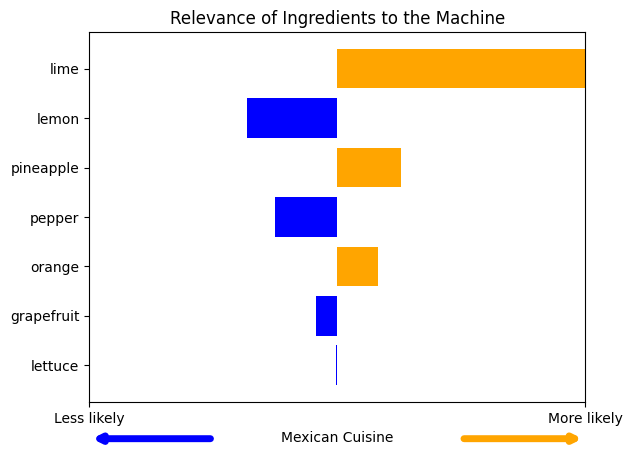 Relevance of Ingredients to the Machine
lime
lemon
pineapple
pepper
orange
grapefruit
lettuce
Less likely
More likely
Mexican Cuisine